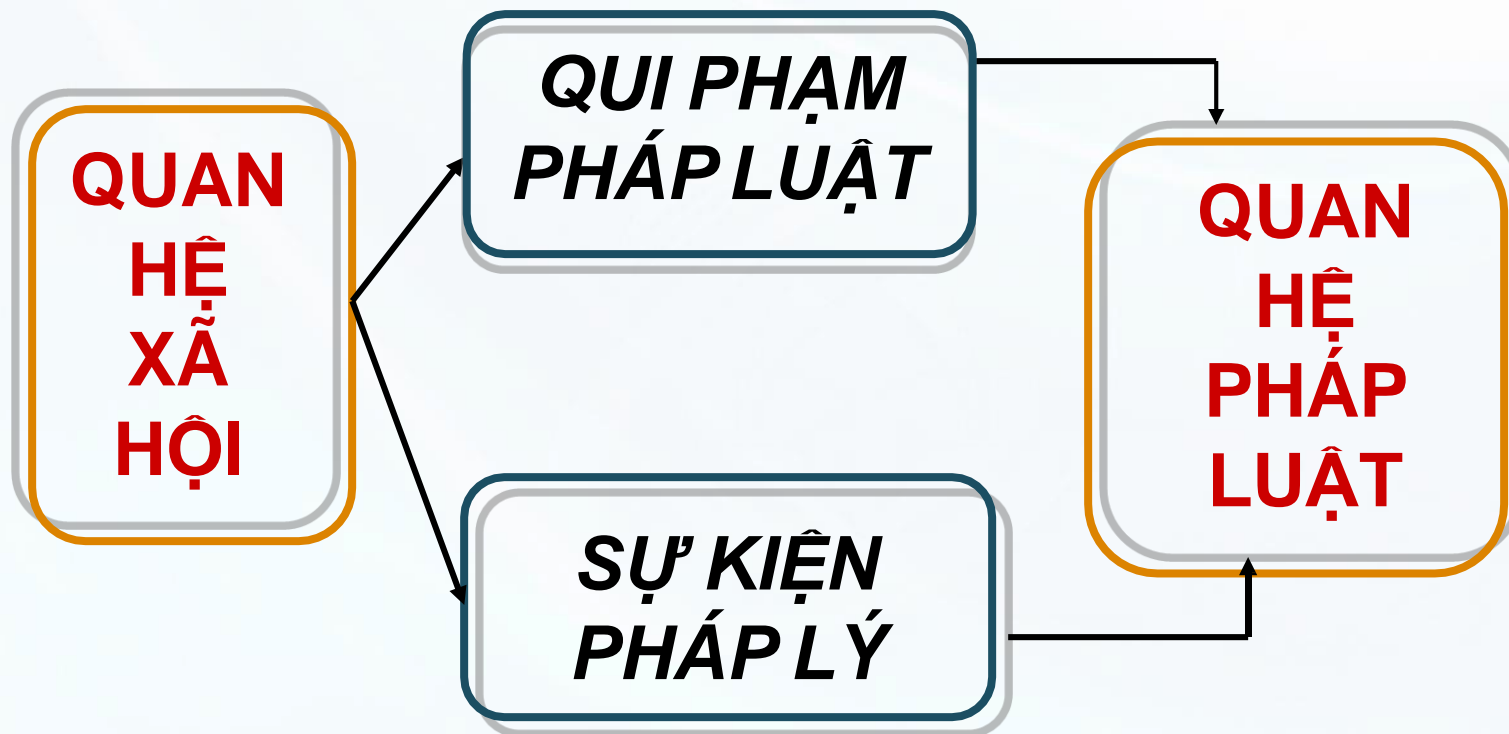 QUAN
HỆ
XÃ
HỘI
QUI PHẠM
PHÁP LUẬT
SỰ KIỆN
PHÁP LÝ
QUAN
HỆ
PHÁP
LUẬT